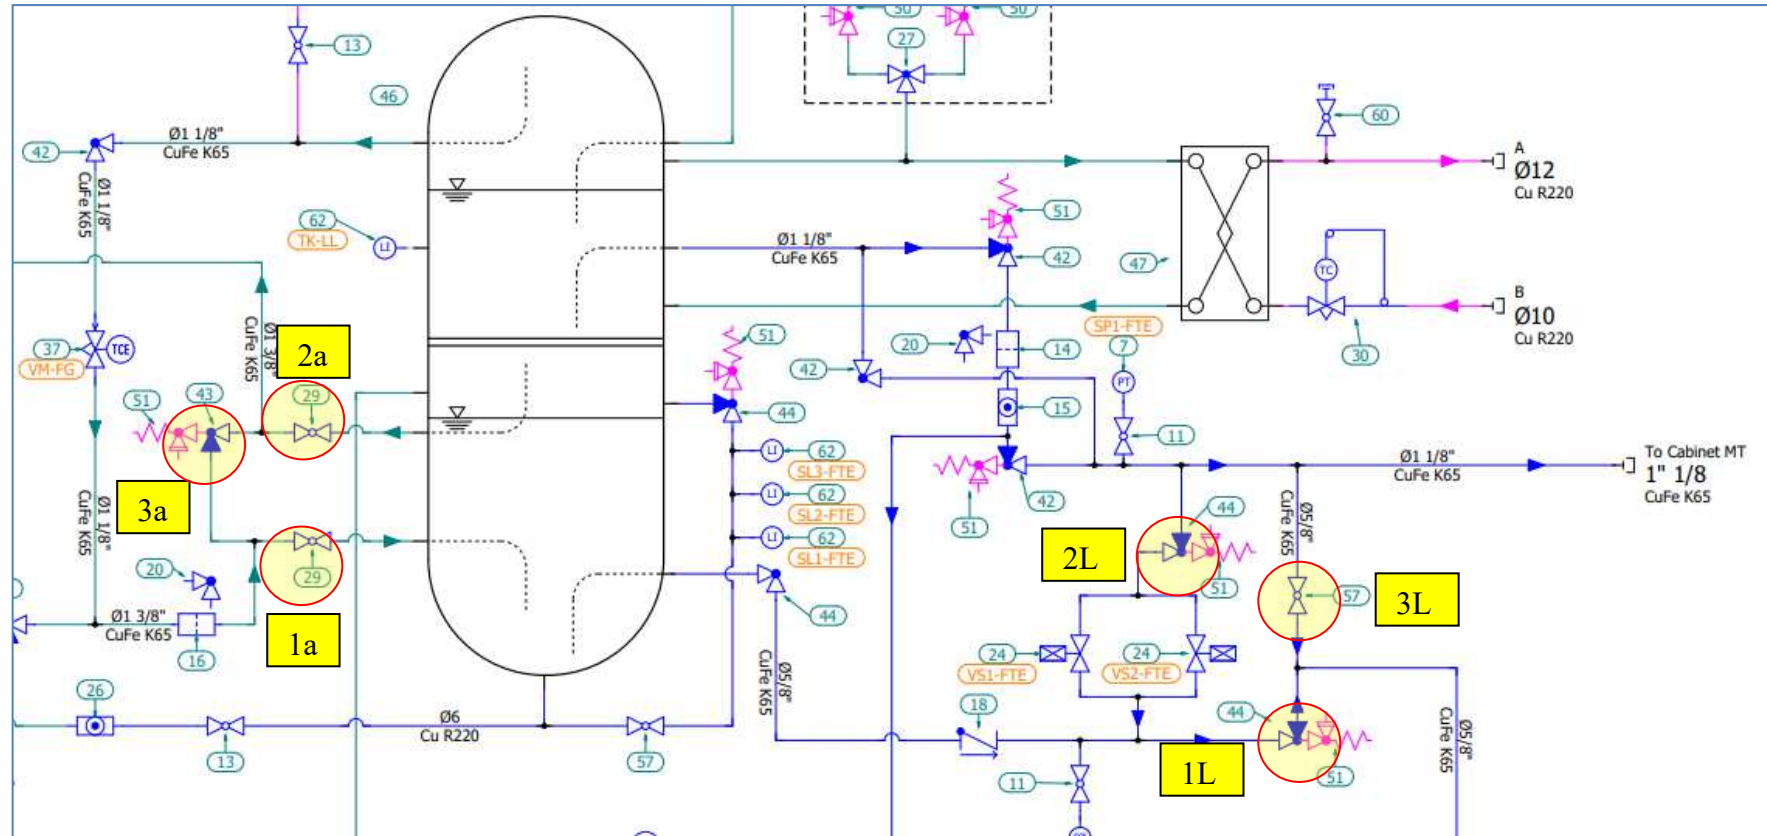 50
50
13
27
46
60
A
Ø12
Cu R220
Ø1 1/8"
CuFe K65
42
Ø1 1/8"
CuFe K65
51
62
TK-LL
LI
Ø1 1/8"
CuFe K65
42
47
TC
B
Ø10
Cu R220
SP1-FTE
7
PT
30
20
14
37
TCE
VM-FG
Ø1 3/8"
CuFe K65
2a
51
42
29
51
43
44
15
11
3a
62
LI
SL3-FTE
62
LI
SL2-FTE
62
LI
SL1-FTE
Ø1 1/8"
CuFe K65
To Cabinet MT
1" 1/8
CuFe K65
51
42
Ø1 1/8"
CuFe K65
44
Ø5/8"
CuFe K65
2L
51
57
3L
20
29
1a
44
Ø1 3/8"
CuFe K65
16
24
VS1-FTE
24
VS2-FTE
Ø5/8"
CuFe K65
26
Ø6
Cu R220
13
57
18
44
1L
51
11
Ø5/8"
CuFe K65